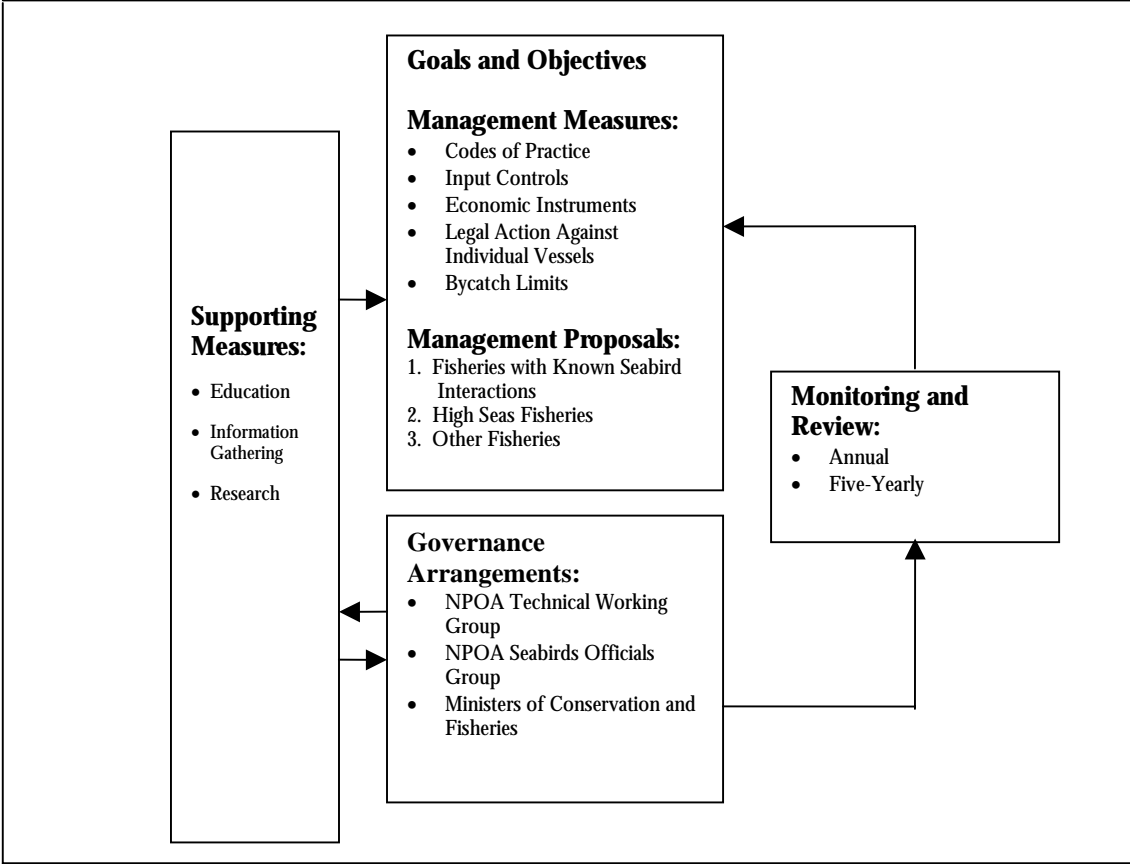 Supporting
Measures:
• Education
• Information
Gathering
• Research
Goals and Objectives
Management Measures:
• Codes of Practice
• Input Controls
• Economic Instruments
• Legal Action Against
Individual Vessels
• Bycatch Limits
Management Proposals:
1. Fisheries with Known Seabird
Interactions
2. High Seas Fisheries
3. Other Fisheries
Governance
Arrangements:
• NPOA Technical Working
Group
• NPOA Seabirds Officials
Group
• Ministers of Conservation and
Fisheries
Monitoring and
Review:
• Annual
• Five-Yearly